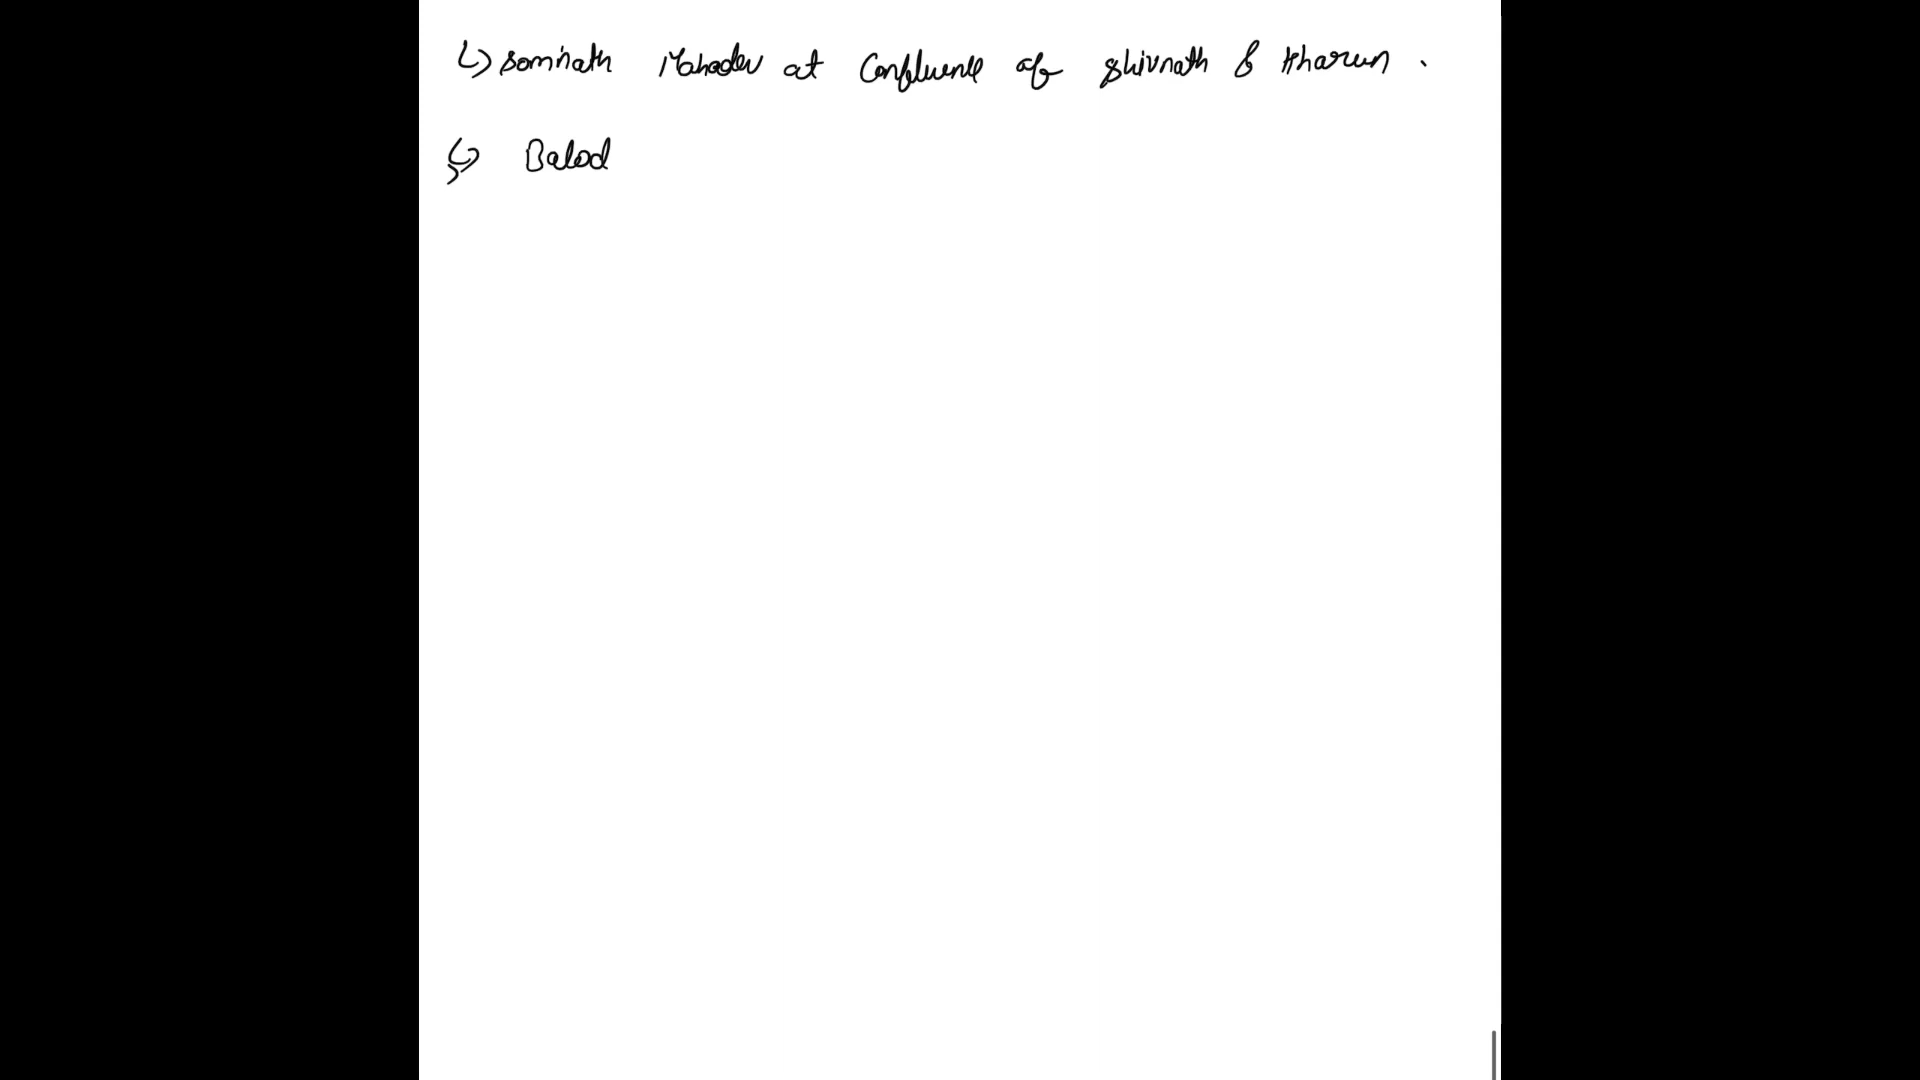 ↳ somnath Mahadev at Confluence of shivnath & kharun .
↳ Balod